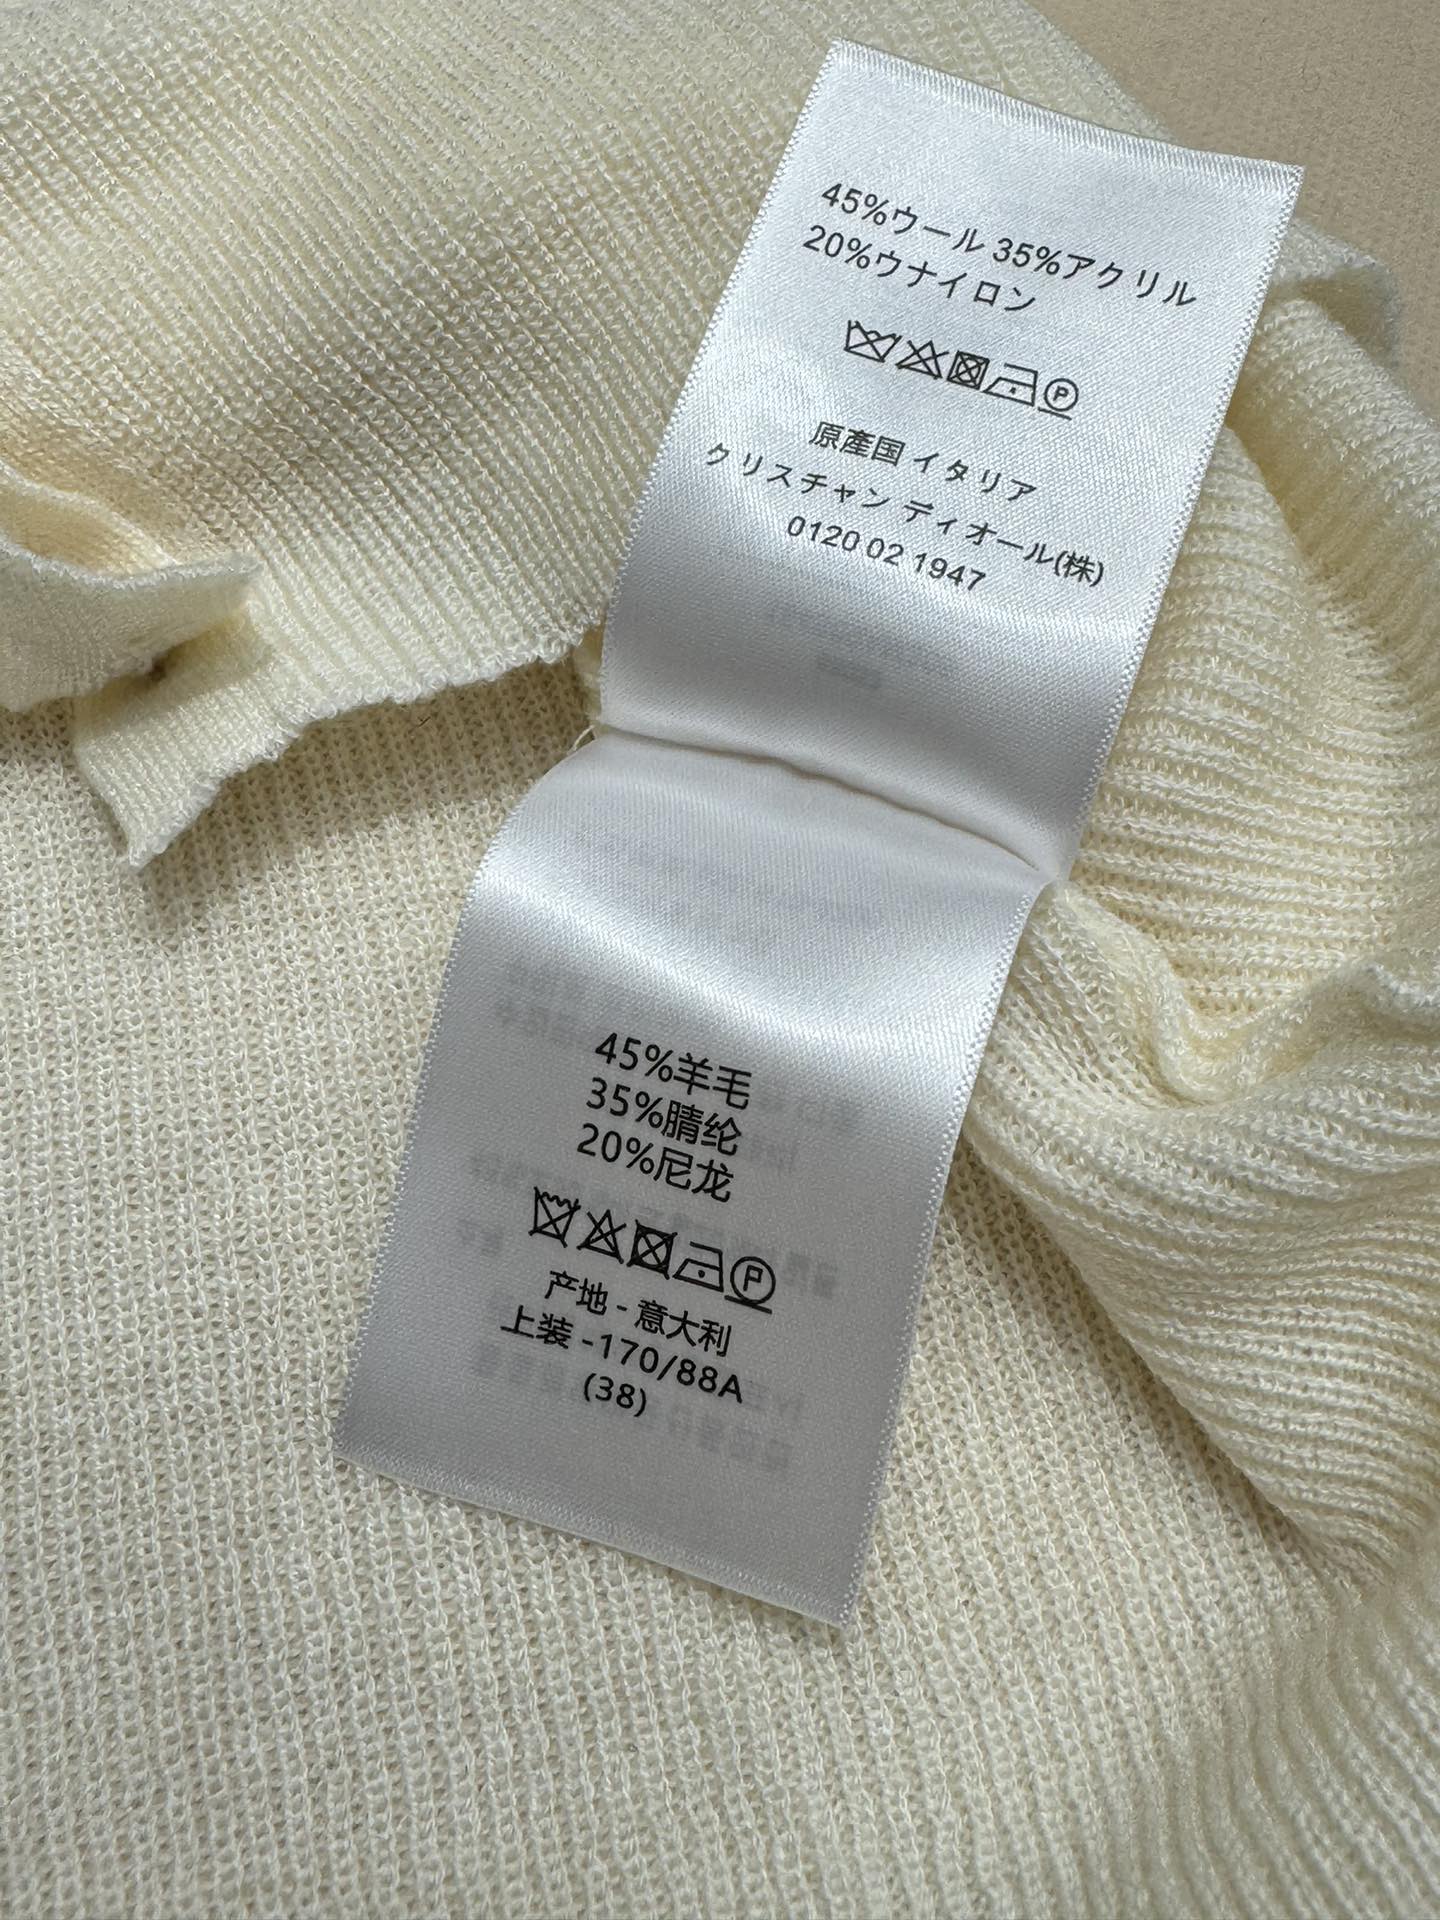 45%ウール 35%アクリル
20%ウナイロン
原產国 イタリア
クリスチャン ディオール(株)
0120 02 1947
45%羊毛
35%腈纶
20%尼龙
产地 - 意大利
上装 -170/88A
(38)